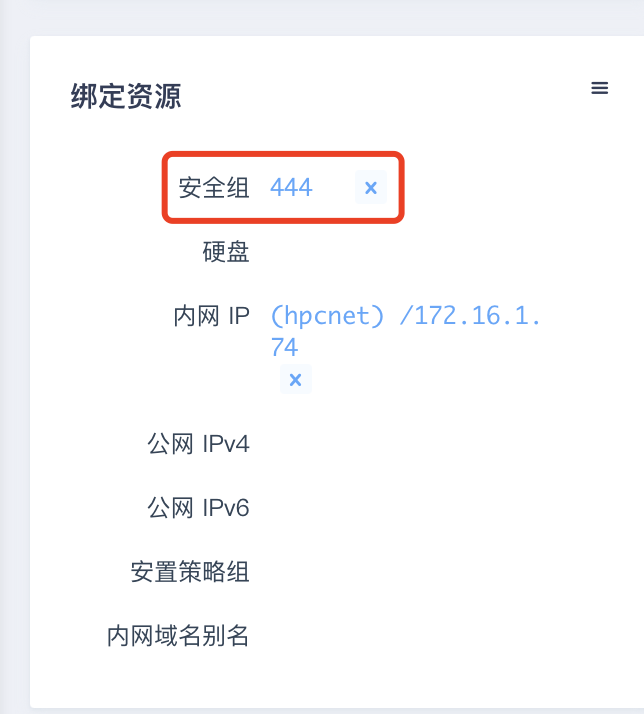 绑定资源
安全组 444
硬盘
内网 IP (hpcnet) /172.16.1.
74
公网 IPv4
公网 IPv6
安置策略组
内网域名别名